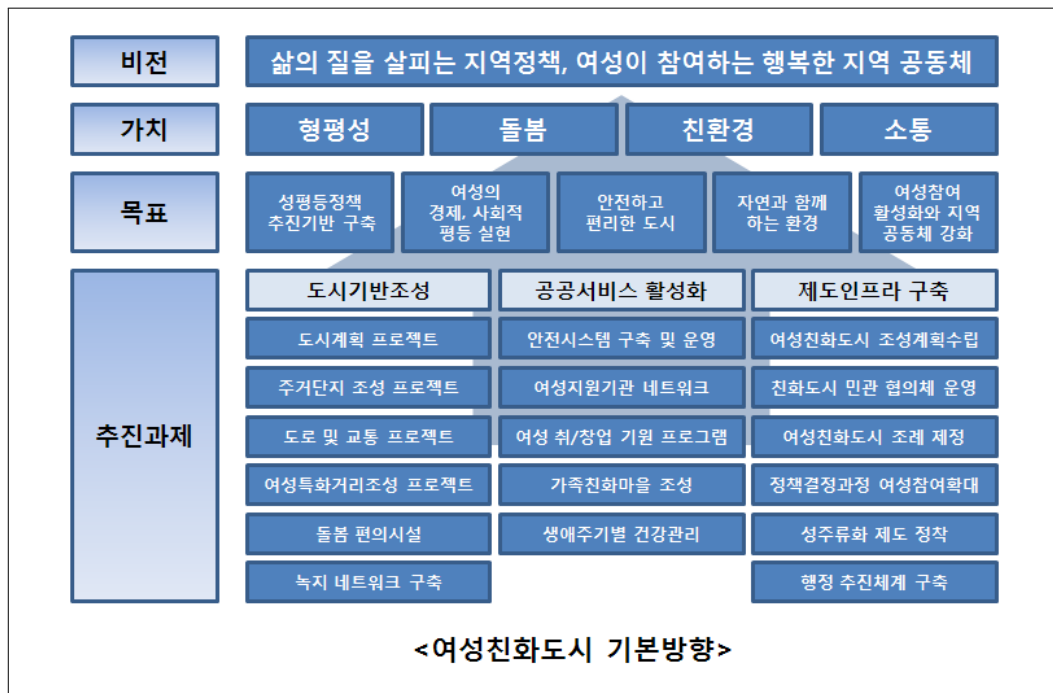 비전
삶의 질을 살피는 지역정책, 여성이 참여하는 행복한 지역 공동체
가치
형평성
돌봄
친환경
소통
목표
성평등정책
추진기반 구축
여성의
경제, 사회적
평등 실현
안전하고
편리한 도시
자연과 함께
하는 환경
여성참여
활성화와 지역
공동체 강화
추진과제
도시기반조성
공공서비스 활성화
제도인프라 구축
도시계획 프로젝트
안전시스템 구축 및 운영
여성친화도시 조성계획수립
주거단지 조성 프로젝트
여성지원기관 네트워크
친화도시 민관 협의체 운영
도로 및 교통 프로젝트
여성 취/창업 기원 프로그램
여성친화도시 조례 제정
여성특화거리조성 프로젝트
가족친화마을 조성
정책결정과정 여성참여확대
돌봄 편의시설
생애주기별 건강관리
성주류화 제도 정착
녹지 네트워크 구축
행정 추진체계 구축
<여성친화도시 기본방향>